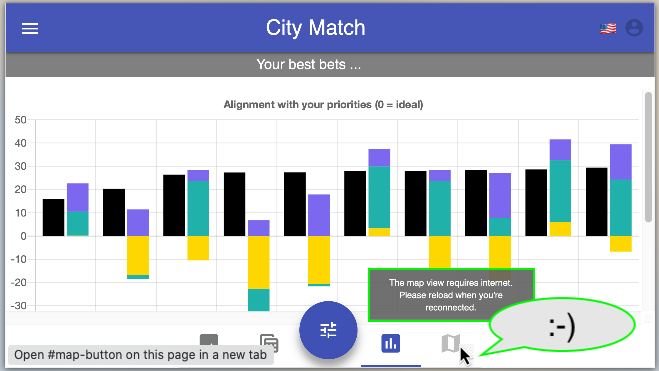 City Match
Your best bets ...
Alignment with your priorities (0 = ideal)
50
40
30
20
10
0
-10
-20
-30
The map view requires internet.
Please reload when you're
reconnected.
:-)
Open #map-button on this page in a new tab